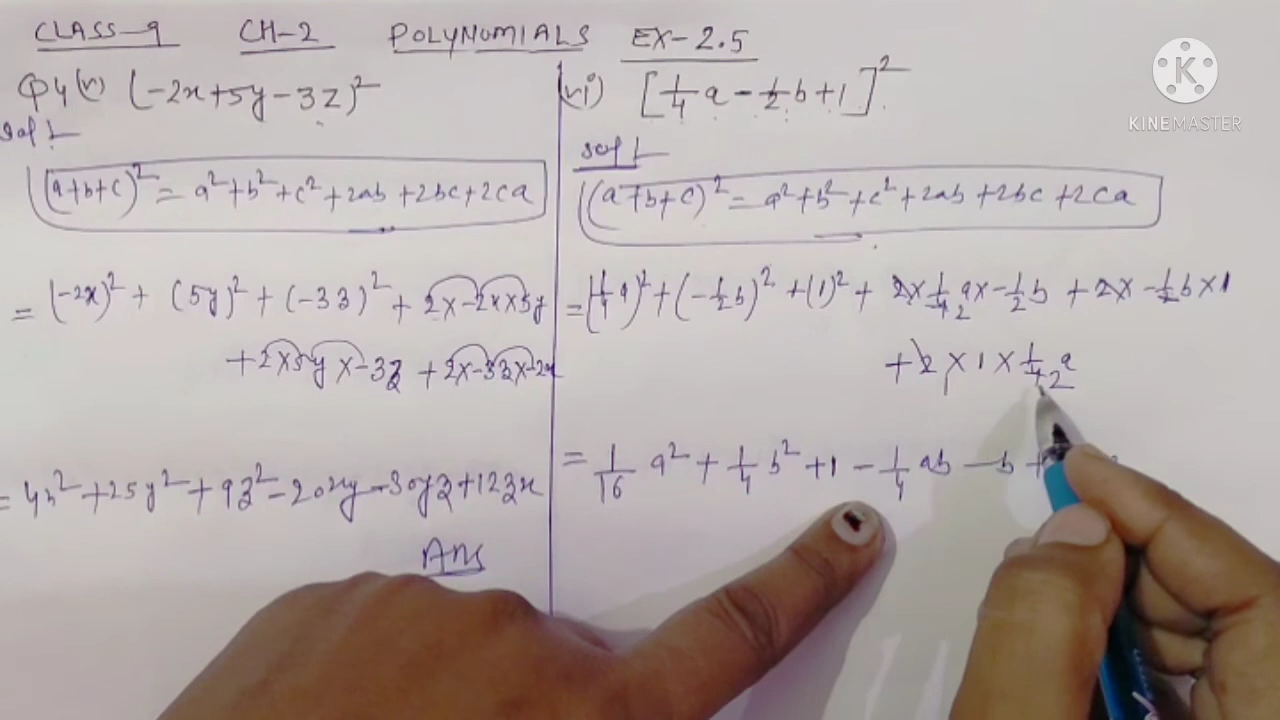 CLASS-9 CH-2 POLYNOMIALS EX-2.5
Q4(v) (-2x+5y-3z)²
Sol
(a+b+c)² = a²+b²+c²+2ab+2bc+2ca
= (-2x)² + (5y)² + (-3z)² + 2x-2x×5y
+2×5y×-3z +2x-3z×-2x
= 4x²+25y²+9z²-20xy-30yz+12zx
Ans
(vi) [1/4 a - 1/2 b+1]²
Sol
(a+b+c)² = a²+b²+c²+2ab+2bc+2ca
= (1/4 a)² + (-1/2 b)² + (1)² + 2×1/4 a×-1/2 b + 2×-1/2 b×1
+2×1×1/4 a
= 1/16 a² + 1/4 b² +1 - 1/4 ab - b +
KINEMASTER